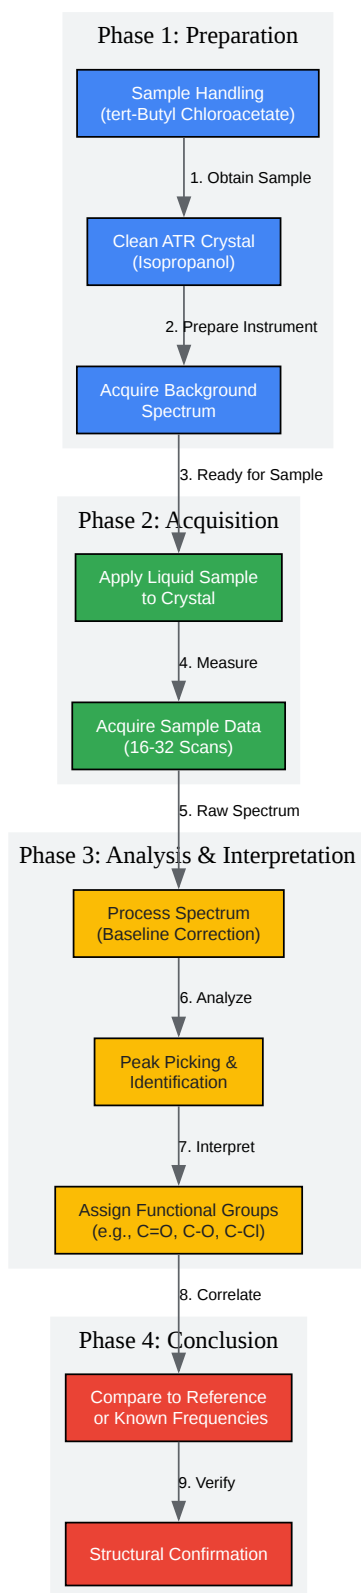 Phase 1: Preparation
Sample Handling
(tert-Butyl Chloroacetate)
1. Obtain Sample
Clean ATR Crystal
(Isopropanol)
2. Prepare Instrument
Acquire Background
Spectrum
3. Ready for Sample
Phase 2: Acquisition
Apply Liquid Sample
to Crystal
4. Measure
Acquire Sample Data
(16-32 Scans)
5. Raw Spectrum
Phase 3: Analysis & Interpretation
Process Spectrum
(Baseline Correction)
6. Analyze
Peak Picking &
Identification
7. Interpret
Assign Functional Groups
(e.g., C=O, C-O, C-Cl)
8. Correlate
Phase 4: Conclusion
Compare to Reference
or Known Frequencies
9. Verify
Structural Confirmation